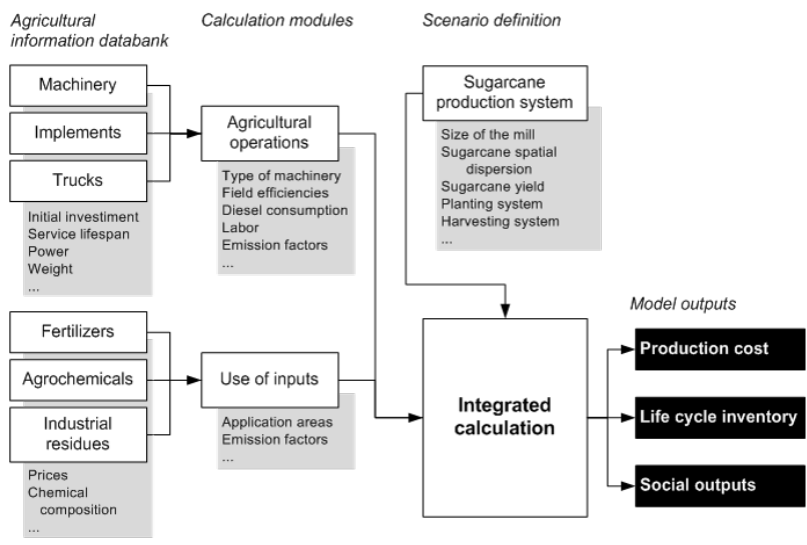 Agricultural
information databank
Calculation modules
Scenario definition
Machinery
Implements
Trucks
Initial investiment
Service lifespan
Power
Weight
...
Agricultural
operations
Type of machinery
Field efficiencies
Diesel consumption
Labor
Emission factors
...
Sugarcane
production system
Size of the mill
Sugarcane spatial
dispersion
Sugarcane yield
Planting system
Harvesting system
...
Fertilizers
Agrochemicals
Industrial
residues
Prices
Chemical
composition
...
Use of inputs
Application areas
Emission factors
...
Integrated
calculation
Model outputs
Production cost
Life cycle inventory
Social outputs